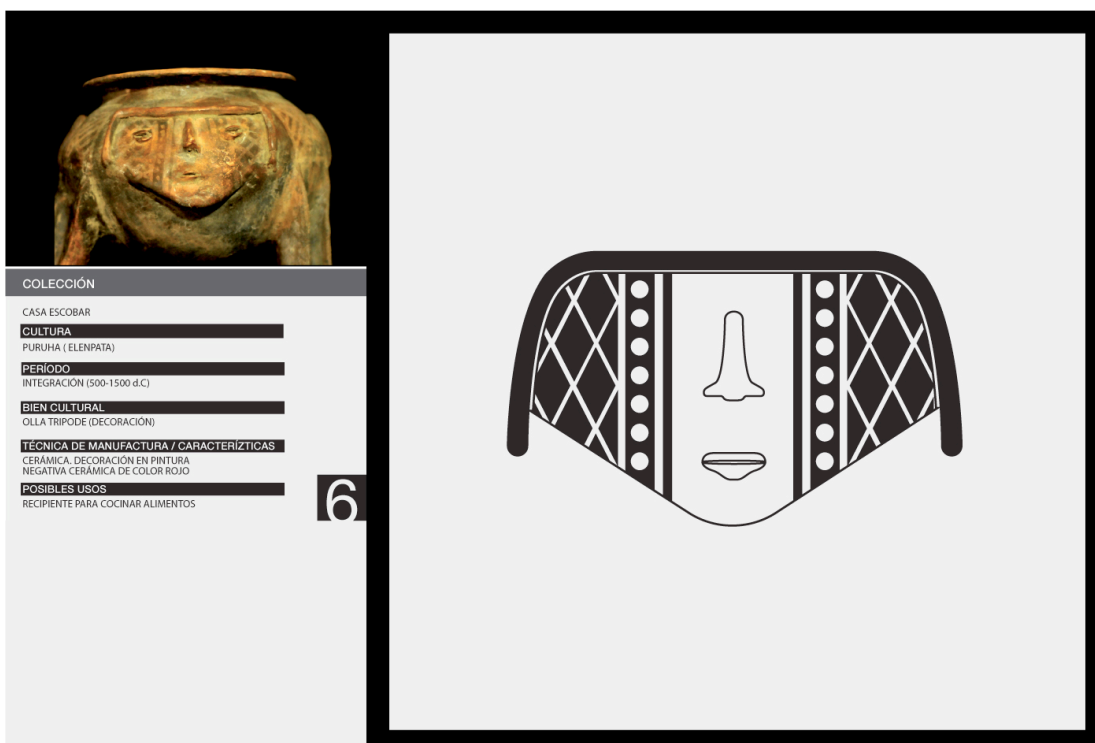 COLECCIÓN
CASA ESCOBAR
CULTURA
PURUHA ( ELENPATA)
PERÍODO
INTEGRACIÓN (500-1500 d.C)
BIEN CULTURAL
OLLA TRIPODE (DECORACIÓN)
TÉCNICA DE MANUFACTURA / CARACTERÍZTICAS
CERÁMICA. DECORACIÓN EN PINTURA
NEGATIVA CERÁMICA DE COLOR ROJO
POSIBLES USOS
RECIPIENTE PARA COCINAR ALIMENTOS
6